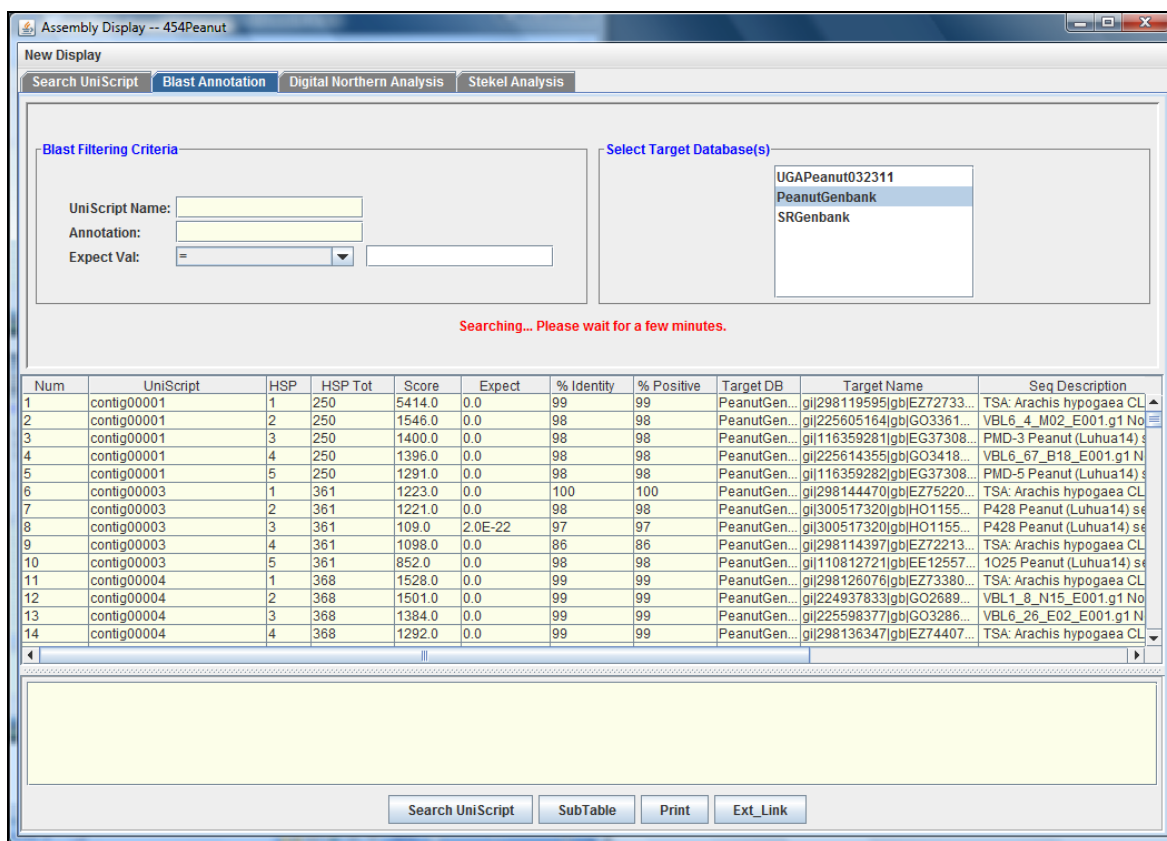 Assembly Display -- 454Peanut
New Display
Search UniScript Blast Annotation Digital Northern Analysis Stekel Analysis
Blast Filtering Criteria Select Target Database(s)
UGAPeanut032311
PeanutGenbank
SRGenbank
UniScript Name:
Annotation:
Expect Val: =
Searching... Please wait for a few minutes.
Num UniScript HSP HSP Tot Score Expect % Identity % Positive Target DB Target Name Seq Description
1 contig00001 1 250 5414.0 0.0 99 99 PeanutGen... gi|298119595|gb|EZ72733... TSA: Arachis hypogaea CL
2 contig00001 2 250 1546.0 0.0 98 98 PeanutGen... gi|225605164|gb|GO3361... VBL6_4_M02_E001.g1 No
3 contig00001 3 250 1400.0 0.0 98 98 PeanutGen... gi|116359281|gb|EG37308... PMD-3 Peanut (Luhua14) s
4 contig00001 4 250 1396.0 0.0 98 98 PeanutGen... gi|225614355|gb|GO3418... VBL6_67_B18_E001.g1 N
5 contig00001 5 250 1291.0 0.0 98 98 PeanutGen... gi|116359282|gb|EG37308... PMD-5 Peanut (Luhua14) s
6 contig00003 1 361 1223.0 0.0 100 100 PeanutGen... gi|298144470|gb|EZ75220... TSA: Arachis hypogaea CL
7 contig00003 2 361 1221.0 0.0 98 98 PeanutGen... gi|300517320|gb|HO1155... P428 Peanut (Luhua14) se
8 contig00003 3 361 109.0 2.0E-22 97 97 PeanutGen... gi|300517320|gb|HO1155... P428 Peanut (Luhua14) se
9 contig00003 4 361 1098.0 0.0 86 86 PeanutGen... gi|298114397|gb|EZ72213... TSA: Arachis hypogaea CL
10 contig00003 5 361 852.0 0.0 98 98 PeanutGen... gi|110812721|gb|EE12557... 1O25 Peanut (Luhua14) se
11 contig00004 1 368 1528.0 0.0 99 99 PeanutGen... gi|298126076|gb|EZ73380... TSA: Arachis hypogaea CL
12 contig00004 2 368 1501.0 0.0 99 99 PeanutGen... gi|224937833|gb|GO2689... VBL1_8_N15_E001.g1 No
13 contig00004 3 368 1384.0 0.0 99 99 PeanutGen... gi|225598377|gb|GO3286... VBL6_26_E02_E001.g1 N
14 contig00004 4 368 1292.0 0.0 99 99 PeanutGen... gi|298136347|gb|EZ74407... TSA: Arachis hypogaea CL
Search UniScript SubTable Print Ext_Link